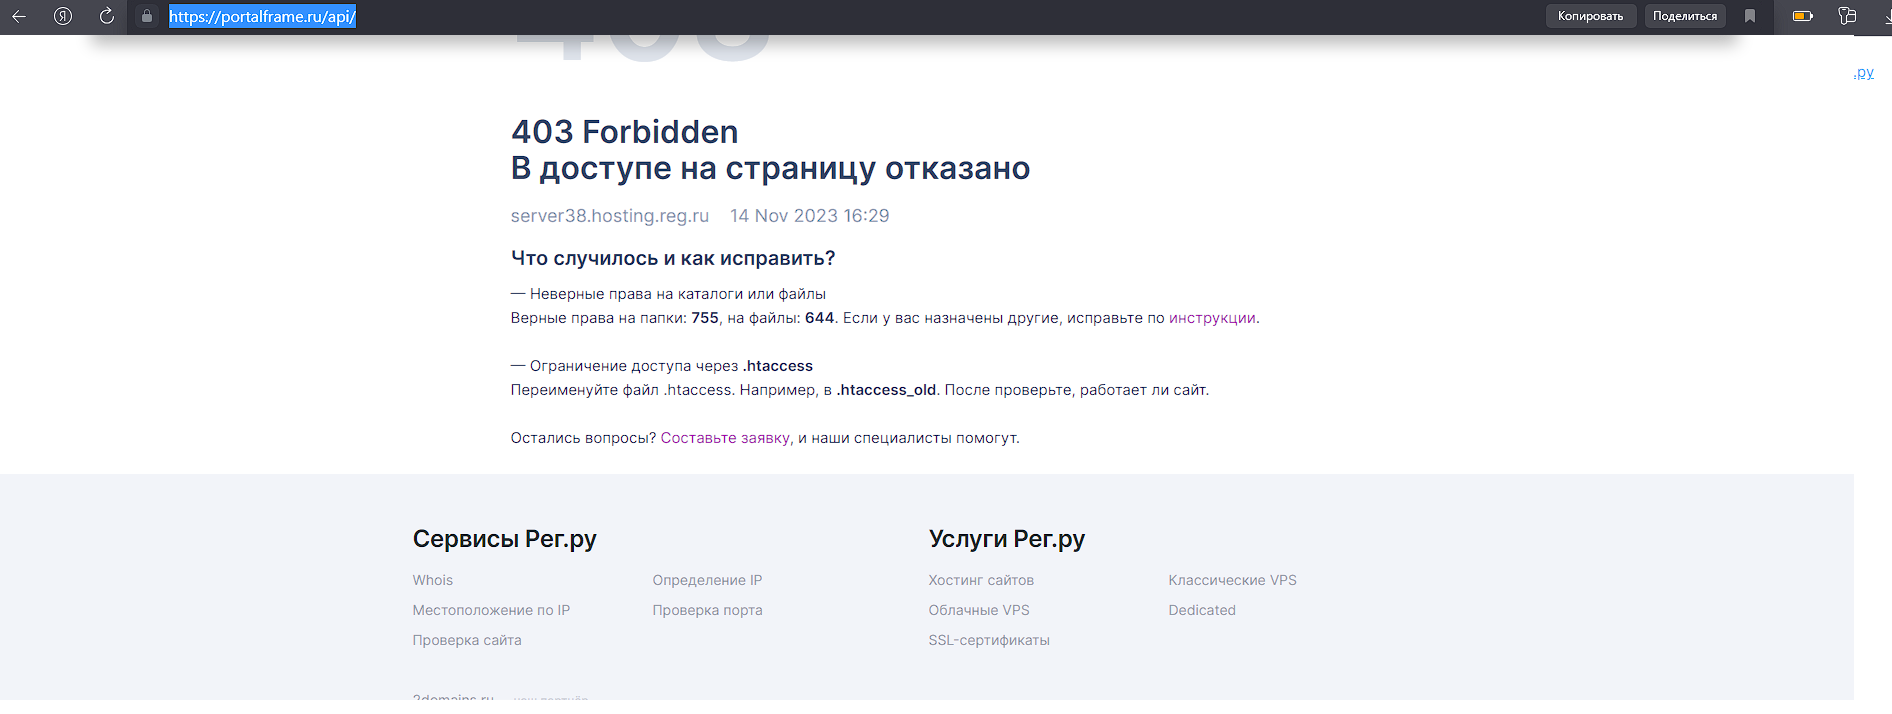 https://portalframe.ru/api/
Копировать
Поделиться
403
.ру
403 Forbidden
В доступе на страницу отказано
server38.hosting.reg.ru 14 Nov 2023 16:29
Что случилось и как исправить?
— Неверные права на каталоги или файлы
Верные права на папки: 755, на файлы: 644. Если у вас назначены другие, исправьте по инструкции.
— Ограничение доступа через .htaccess
Переименуйте файл .htaccess. Например, в .htaccess_old. После проверьте, работает ли сайт.
Остались вопросы? Составьте заявку, и наши специалисты помогут.
Сервисы Рег.ру
Whois
Определение IP
Местоположение по IP
Проверка порта
Проверка сайта
Услуги Рег.ру
Хостинг сайтов
Классические VPS
Облачные VPS
Dedicated
SSL-сертификаты
2domains.ru